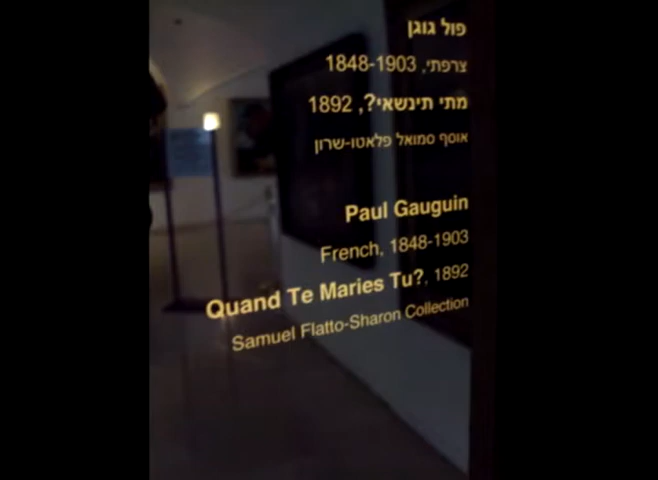 פול גוגן
צרפתי, 1848-1903
מתי תינשאי?, 1892
אוסף סמואל פלאטו-שרון
Paul Gauguin
French, 1848-1903
Quand Te Maries Tu?, 1892
Samuel Flatto-Sharon Collection